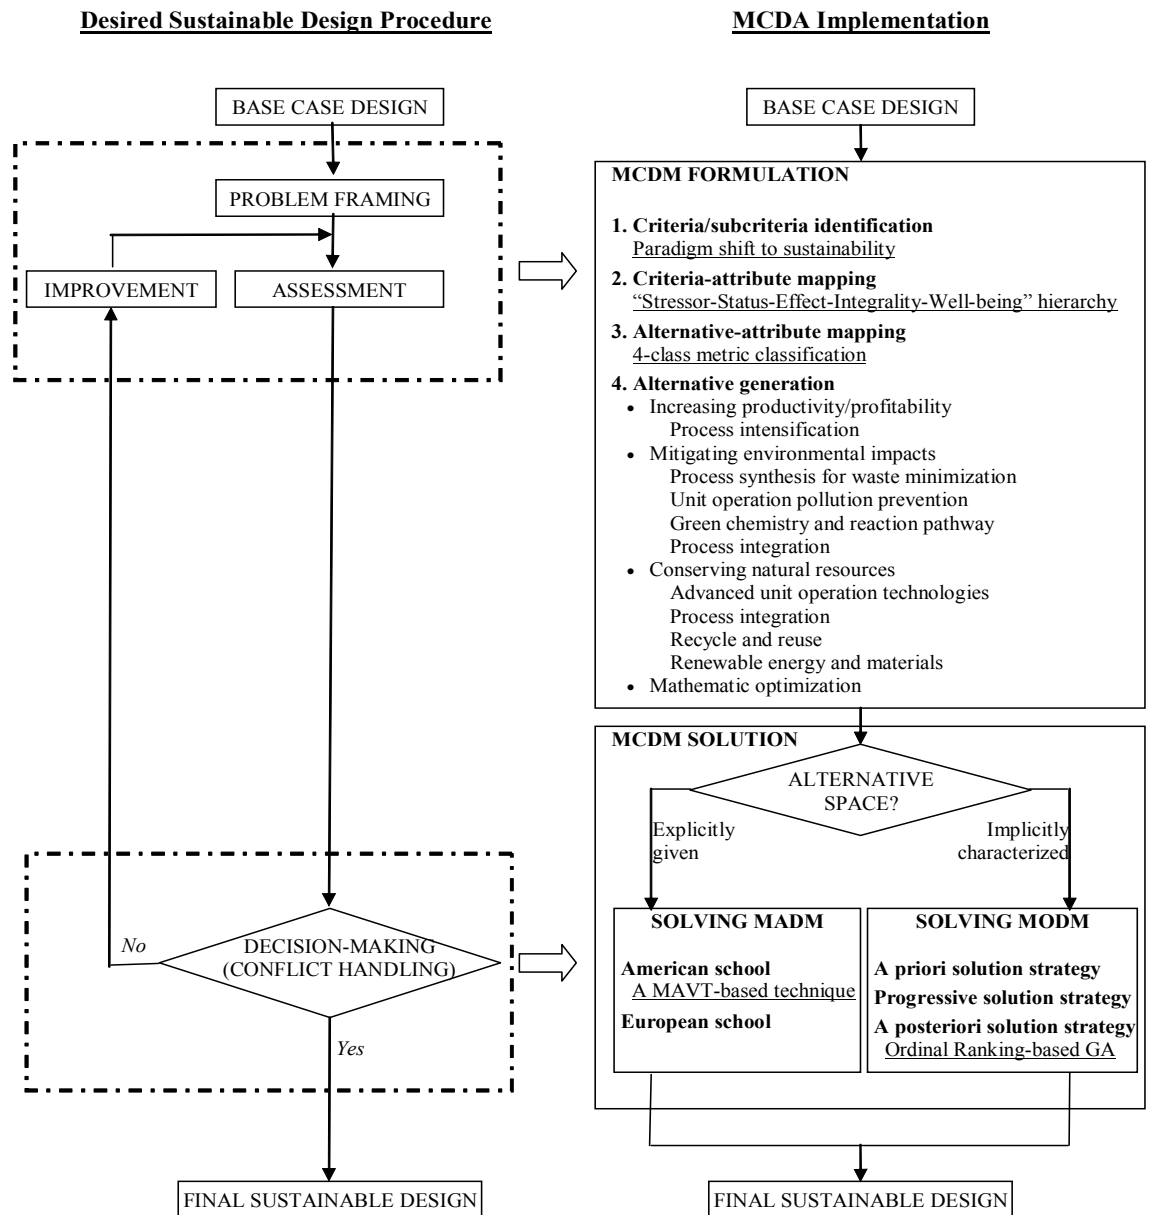 Desired Sustainable Design Procedure
BASE CASE DESIGN
PROBLEM FRAMING
IMPROVEMENT
ASSESSMENT
No
DECISION-MAKING
(CONFLICT HANDLING)
Yes
FINAL SUSTAINABLE DESIGN
MCDA Implementation
BASE CASE DESIGN
MCDM FORMULATION
1. Criteria/subcriteria identification
Paradigm shift to sustainability
2. Criteria-attribute mapping
“Stressor-Status-Effect-Integrality-Well-being” hierarchy
3. Alternative-attribute mapping
4-class metric classification
4. Alternative generation
• Increasing productivity/profitability
Process intensification
• Mitigating environmental impacts
Process synthesis for waste minimization
Unit operation pollution prevention
Green chemistry and reaction pathway
Process integration
• Conserving natural resources
Advanced unit operation technologies
Process integration
Recycle and reuse
Renewable energy and materials
• Mathematic optimization
MCDM SOLUTION
ALTERNATIVE
SPACE?
Explicitly
given
Implicitly
characterized
SOLVING MADM
American school
A MAVT-based technique
European school
SOLVING MODM
A priori solution strategy
Progressive solution strategy
A posteriori solution strategy
Ordinal Ranking-based GA
FINAL SUSTAINABLE DESIGN